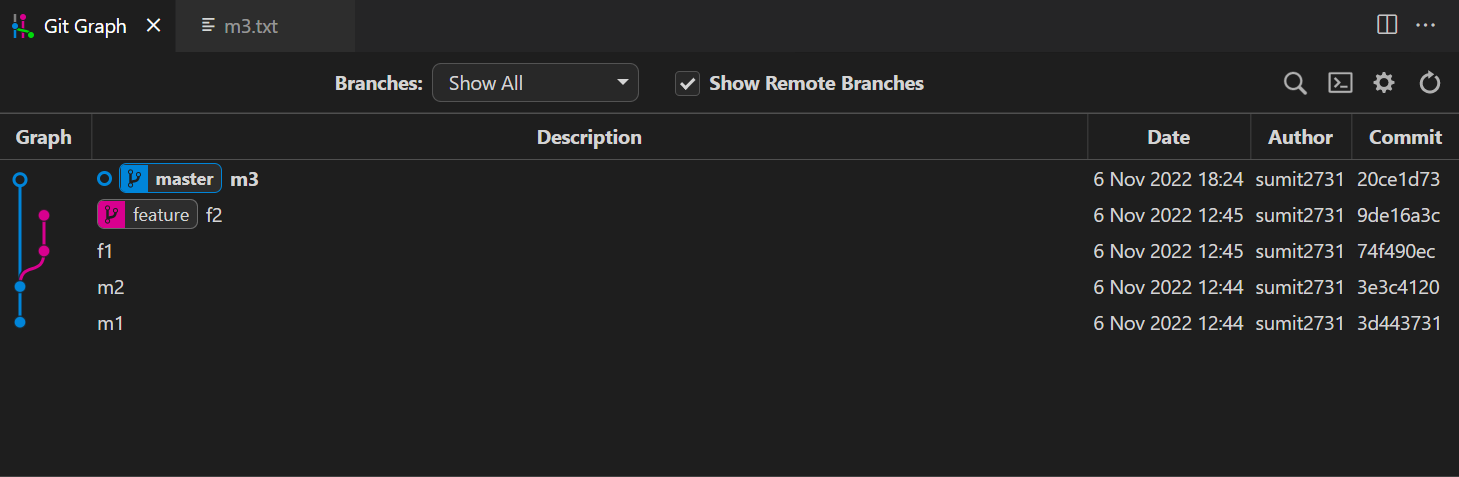 Git Graph m3.txt
Branches: Show All Show Remote Branches
Graph Description Date Author Commit
master m3 6 Nov 2022 18:24 sumit2731 20ce1d73
feature f2 6 Nov 2022 12:45 sumit2731 9de16a3c
f1 6 Nov 2022 12:45 sumit2731 74f490ec
m2 6 Nov 2022 12:44 sumit2731 3e3c4120
m1 6 Nov 2022 12:44 sumit2731 3d443731